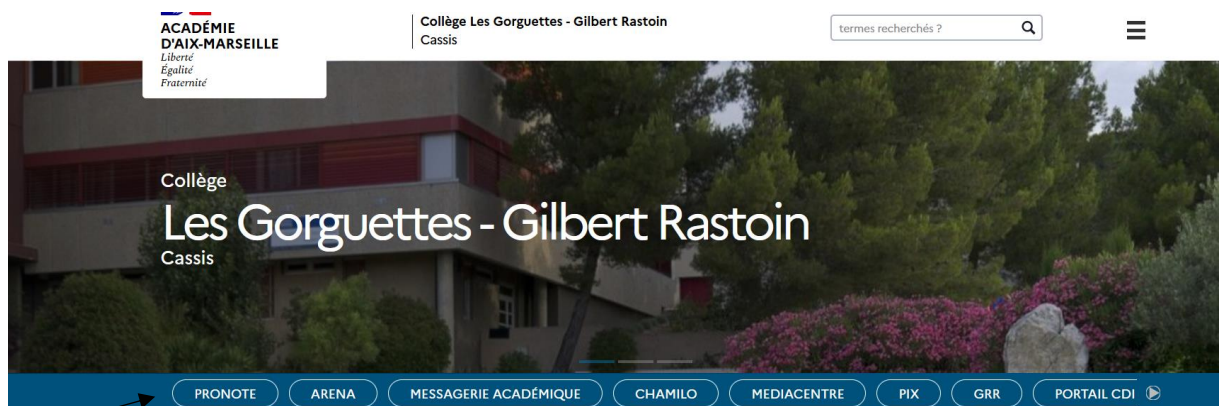 ACADÉMIE
D'AIX-MARSEILLE
Liberté
Égalité
Fraternité
Collège Les Gorguettes - Gilbert Rastoin
Cassis
termes recherchés ?
Collège
Les Gorguettes - Gilbert Rastoin
Cassis
PRONOTE ARENA MESSAGERIE ACADÉMIQUE CHAMILO MEDIACENTRE PIX GRR PORTAIL CDI